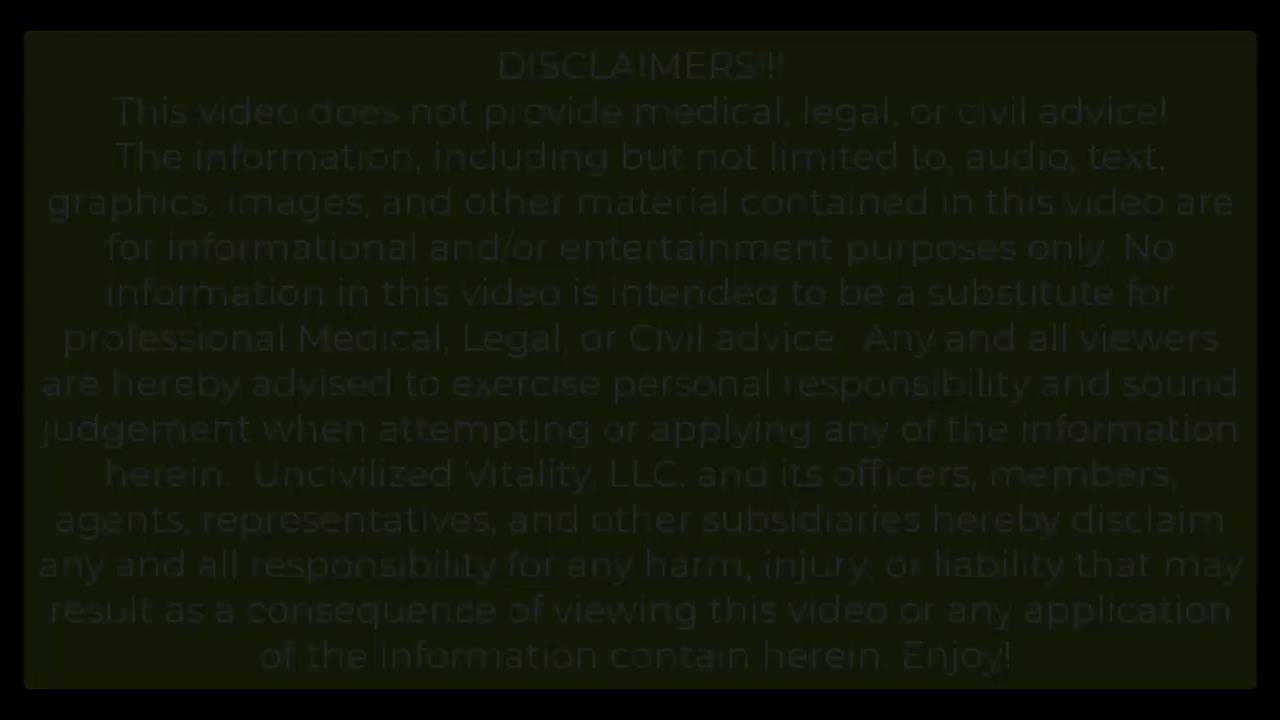 DISCLAIMERS!!!
This video does not provide medical, legal, or civil advice!
The information, including but not limited to, audio, text,
graphics, images, and other material contained in this video are
for informational and/or entertainment purposes only. No
information in this video is intended to be a substitute for
professional Medical, Legal, or Civil advice. Any and all viewers
are hereby advised to exercise personal responsibility and sound
judgement when attempting or applying any of the information
herein. Uncivilized Vitality, LLC. and its officers, members,
agents, representatives, and other subsidiaries hereby disclaim
any and all responsibility for any harm, injury, or liability that may
result as a consequence of viewing this video or any application
of the information contain herein. Enjoy!